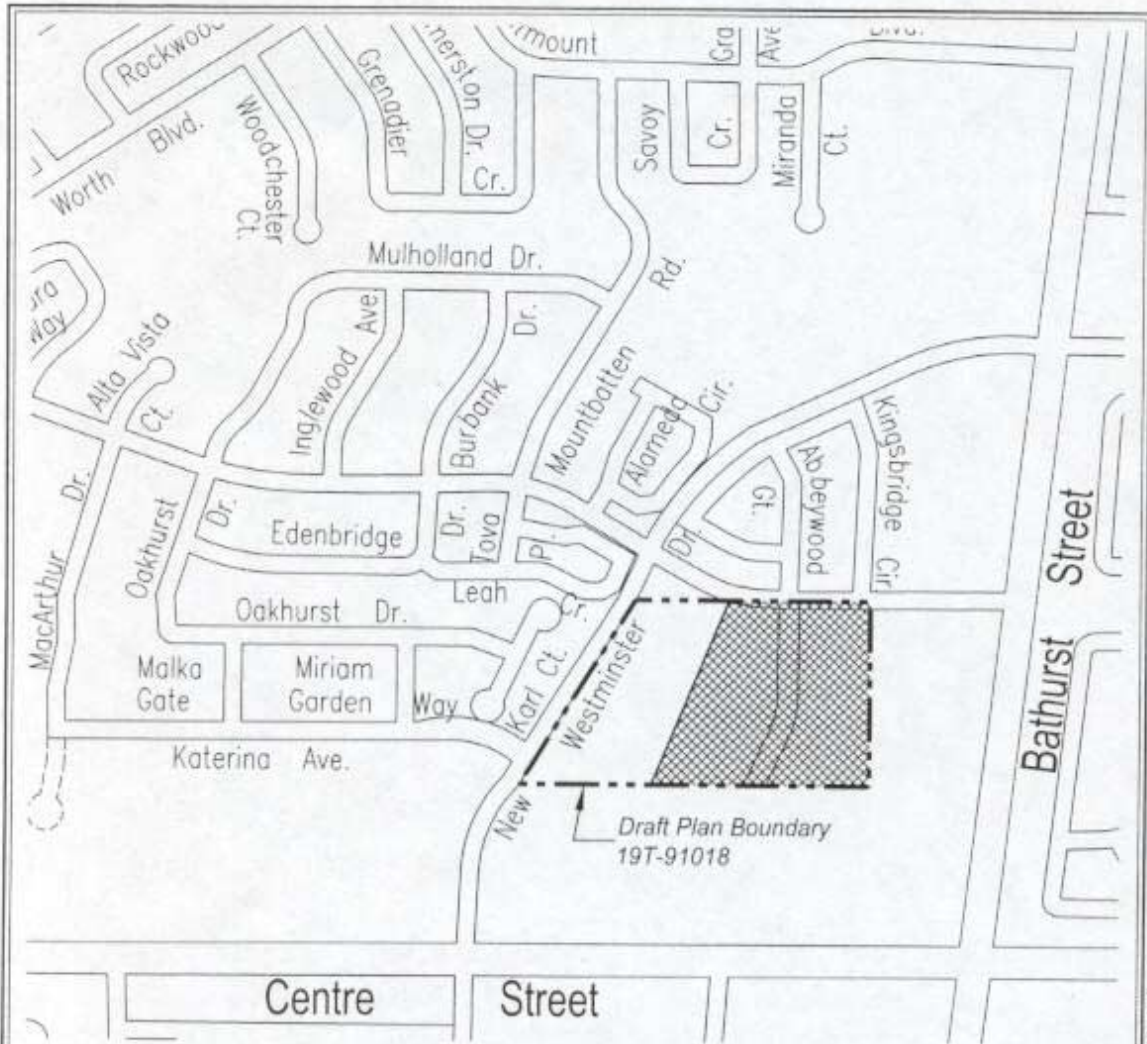 Rockwood
Grenadier
Dr.
Cr.
Savoy
Cr.
Ave
Miranda
Ct.
Worth
Blvd.
Woodchester
Ct.
Mulholland Dr.
Rd.
Way
Alta Vista
Ct.
Inglewood
Ave.
Burbank
Dr.
Mountbatten
Alameda
Cir.
Kingsbridge
Cir
Abbeywood
Gt.
Dr.
MacArthur
Dr.
Oakhurst
Dr.
Edenbridge
Dr.
Tova
Pl.
Leah
Cr.
Oakhurst Dr.
Malka
Gate
Miriam
Garden
Way
Karl Ct.
Westminster
New
Katerina Ave.
Draft Plan Boundary
19T-91018
Bathurst Street
Centre Street